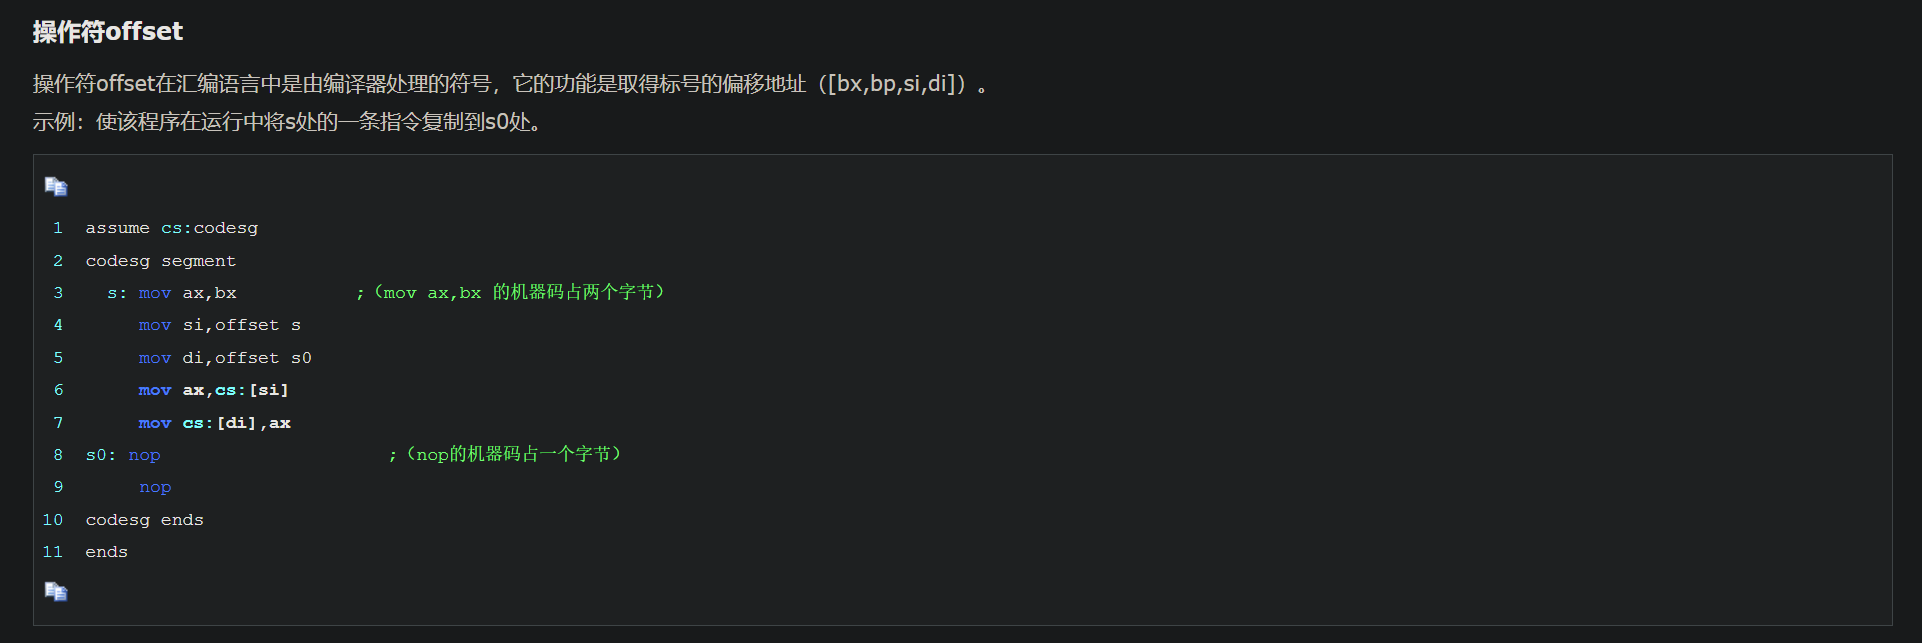 操作符offset
操作符offset在汇编语言中是由编译器处理的符号，它的功能是取得标号的偏移地址（[bx,bp,si,di]）。
示例：使该程序在运行中将s处的一条指令复制到s0处。
1 assume cs:codesg
2 codesg segment
3   s: mov ax,bx           ;（mov ax,bx 的机器码占两个字节）
4      mov si,offset s
5      mov di,offset s0
6      mov ax,cs:[si]
7      mov cs:[di],ax
8 s0: nop                     ;（nop的机器码占一个字节）
9      nop
10 codesg ends
11 ends